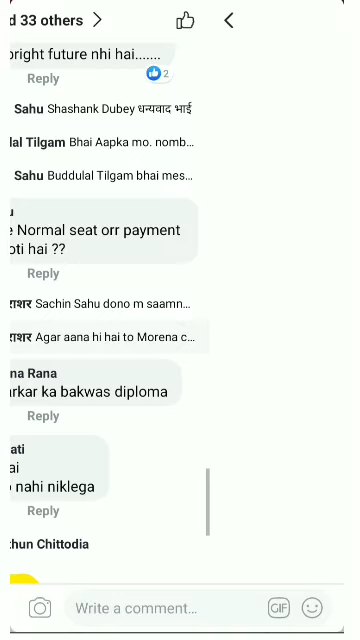 d 33 others
bright future nhi hai.......
Reply
2
Sahu Shashank Dubey धन्यवाद भाई
lal Tilgam Bhai Aapka mo. nomb...
Sahu Buddulal Tilgam bhai mes...
Normal seat orr payment
oti hai ??
Reply
राशर Sachin Sahu dono m saamn...
राशर Agar aana hi hai to Morena c...
na Rana
arkar ka bakwas diploma
Reply
ati
ai
nahi niklega
Reply
thun Chittodia
Write a comment...
GIF